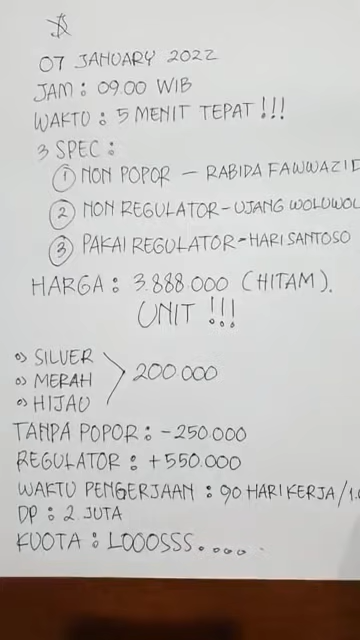 07 JANUARY 2022
JAM : 09.00 WIB
WAKTU : 5 MENIT TEPAT !!!
3 SPEC :
① NON POPOR — RABIDA FAWWAZI
② NON REGULATOR - UJANG WOLUWOL
③ PAKAI REGULATOR - HARI SANTOSO
HARGA : 3.888.000 (HITAM).
UNIT !!!
SILVER
MERAH 200.000
HIJAU
TANPA POPOR : -250.000
REGULATOR : +550.000
WAKTU PENGERJAAN : 90 HARI KERJA /
DP : 2 JUTA
KUOTA : LOOOSSS.....